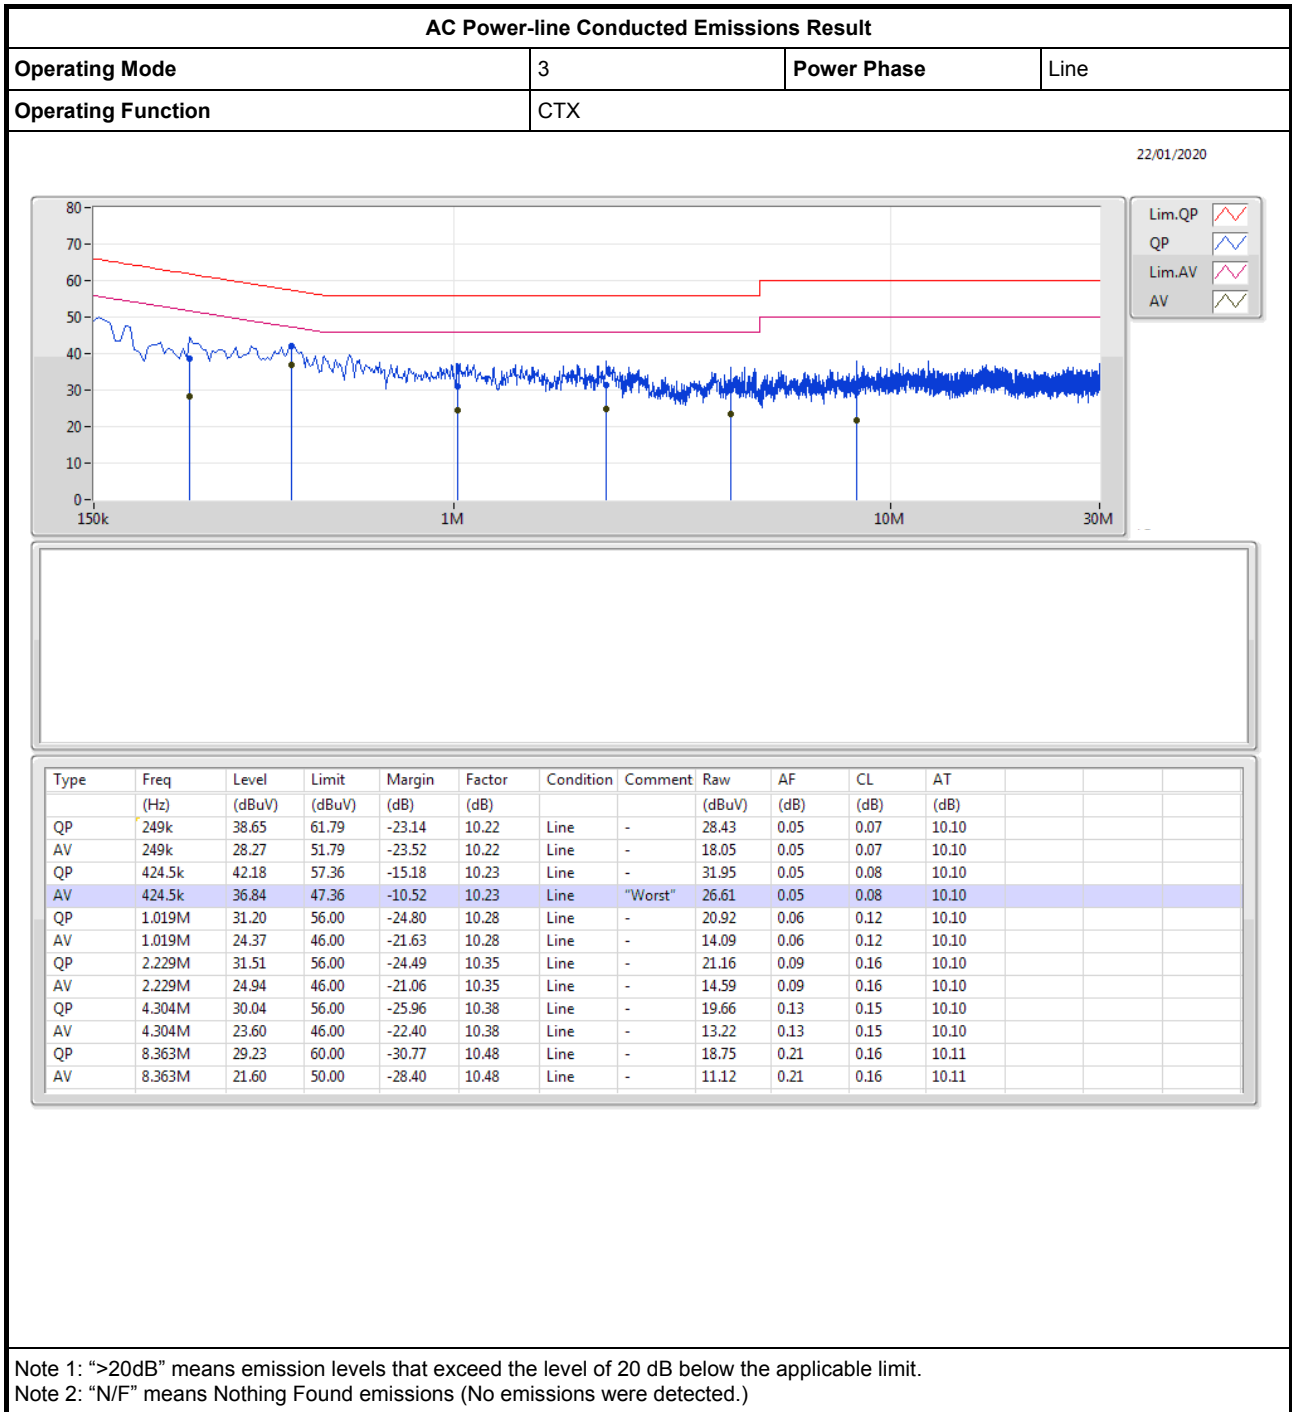 AC Power-line Conducted Emissions Result
Operating Mode 3 Power Phase Line
Operating Function CTX
22/01/2020
80
70
60
50
40
30
20
10
0
150k 1M 10M 30M
Lim.QP
QP
Lim.AV
AV
Type Freq Level Limit Margin Factor Condition Comment Raw AF CL AT
(Hz) (dBuV) (dBuV) (dB) (dB) (dBuV) (dB) (dB) (dB)
QP 249k 38.65 61.79 -23.14 10.22 Line - 28.43 0.05 0.07 10.10
AV 249k 28.27 51.79 -23.52 10.22 Line - 18.05 0.05 0.07 10.10
QP 424.5k 42.18 57.36 -15.18 10.23 Line - 31.95 0.05 0.08 10.10
AV 424.5k 36.84 47.36 -10.52 10.23 Line "Worst" 26.61 0.05 0.08 10.10
QP 1.019M 31.20 56.00 -24.80 10.28 Line - 20.92 0.06 0.12 10.10
AV 1.019M 24.37 46.00 -21.63 10.28 Line - 14.09 0.06 0.12 10.10
QP 2.229M 31.51 56.00 -24.49 10.35 Line - 21.16 0.09 0.16 10.10
AV 2.229M 24.94 46.00 -21.06 10.35 Line - 14.59 0.09 0.16 10.10
QP 4.304M 30.04 56.00 -25.96 10.38 Line - 19.66 0.13 0.15 10.10
AV 4.304M 23.60 46.00 -22.40 10.38 Line - 13.22 0.13 0.15 10.10
QP 8.363M 29.23 60.00 -30.77 10.48 Line - 18.75 0.21 0.16 10.11
AV 8.363M 21.60 50.00 -28.40 10.48 Line - 11.12 0.21 0.16 10.11
Note 1: “>20dB” means emission levels that exceed the level of 20 dB below the applicable limit.
Note 2: “N/F” means Nothing Found emissions (No emissions were detected.)